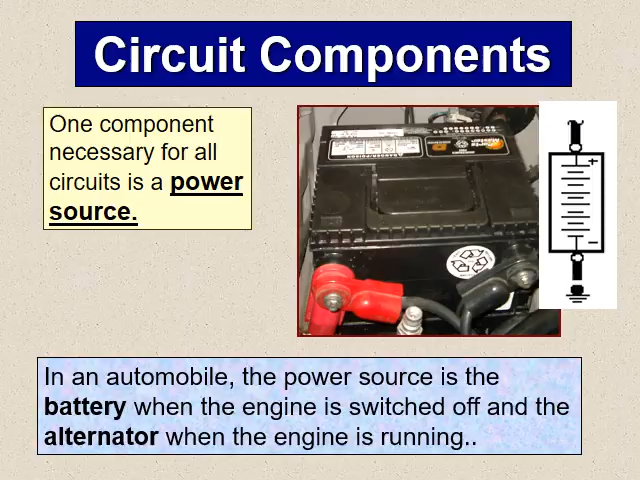 Circuit Components
One component
necessary for all
circuits is a power
source.
+
−
In an automobile, the power source is the
battery when the engine is switched off and the
alternator when the engine is running..